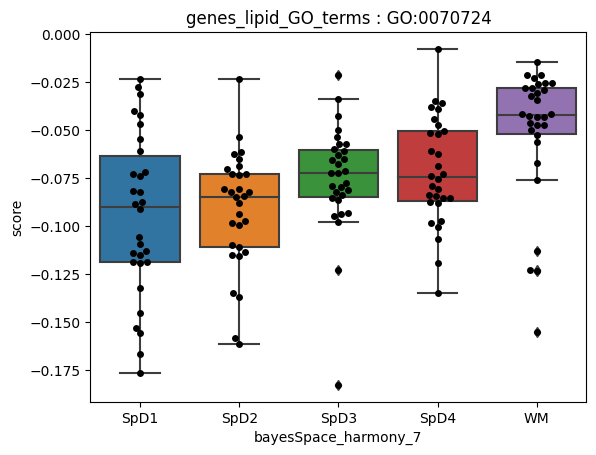 genes_lipid_GO_terms : GO:0070724
0.000
−0.025
−0.050
−0.075
−0.100
−0.125
−0.150
−0.175
score
SpD1 SpD2 SpD3 SpD4 WM
bayesSpace_harmony_7